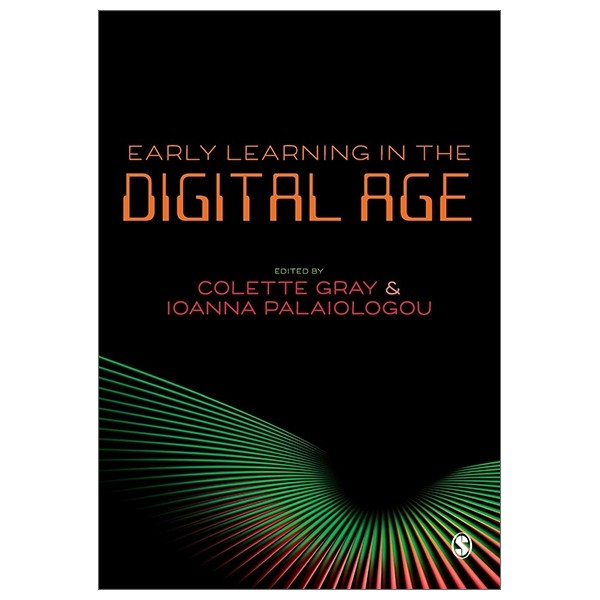 EARLY LEARNING IN THE
DIGITAL AGE
EDITED BY
COLETTE GRAY &
IOANNA PALAIOLOGOU
S